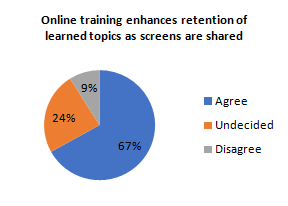 Online training enhances retention of
learned topics as screens are shared
9%
24%
67%
Agree
Undecided
Disagree